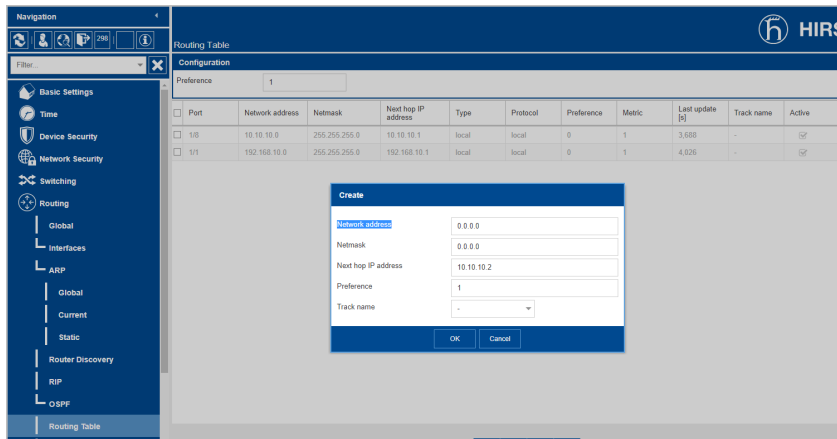 Navigation
298
Routing Table
HIRS
Filter...
Configuration
Preference 1
Basic Settings
Time
Device Security
Network Security
Switching
Routing
Global
Interfaces
ARP
Global
Current
Static
Router Discovery
RIP
OSPF
Routing Table
Port Network address Netmask Next hop IP address Type Protocol Preference Metric Last update [s] Track name Active
1/8 10.10.10.0 255.255.255.0 10.10.10.1 local local 0 1 3,688 -
1/1 192.168.10.0 255.255.255.0 192.168.10.1 local local 0 1 4,026 -
Create
Network address 0.0.0.0
Netmask 0.0.0.0
Next hop IP address 10.10.10.2
Preference 1
Track name -
OK Cancel